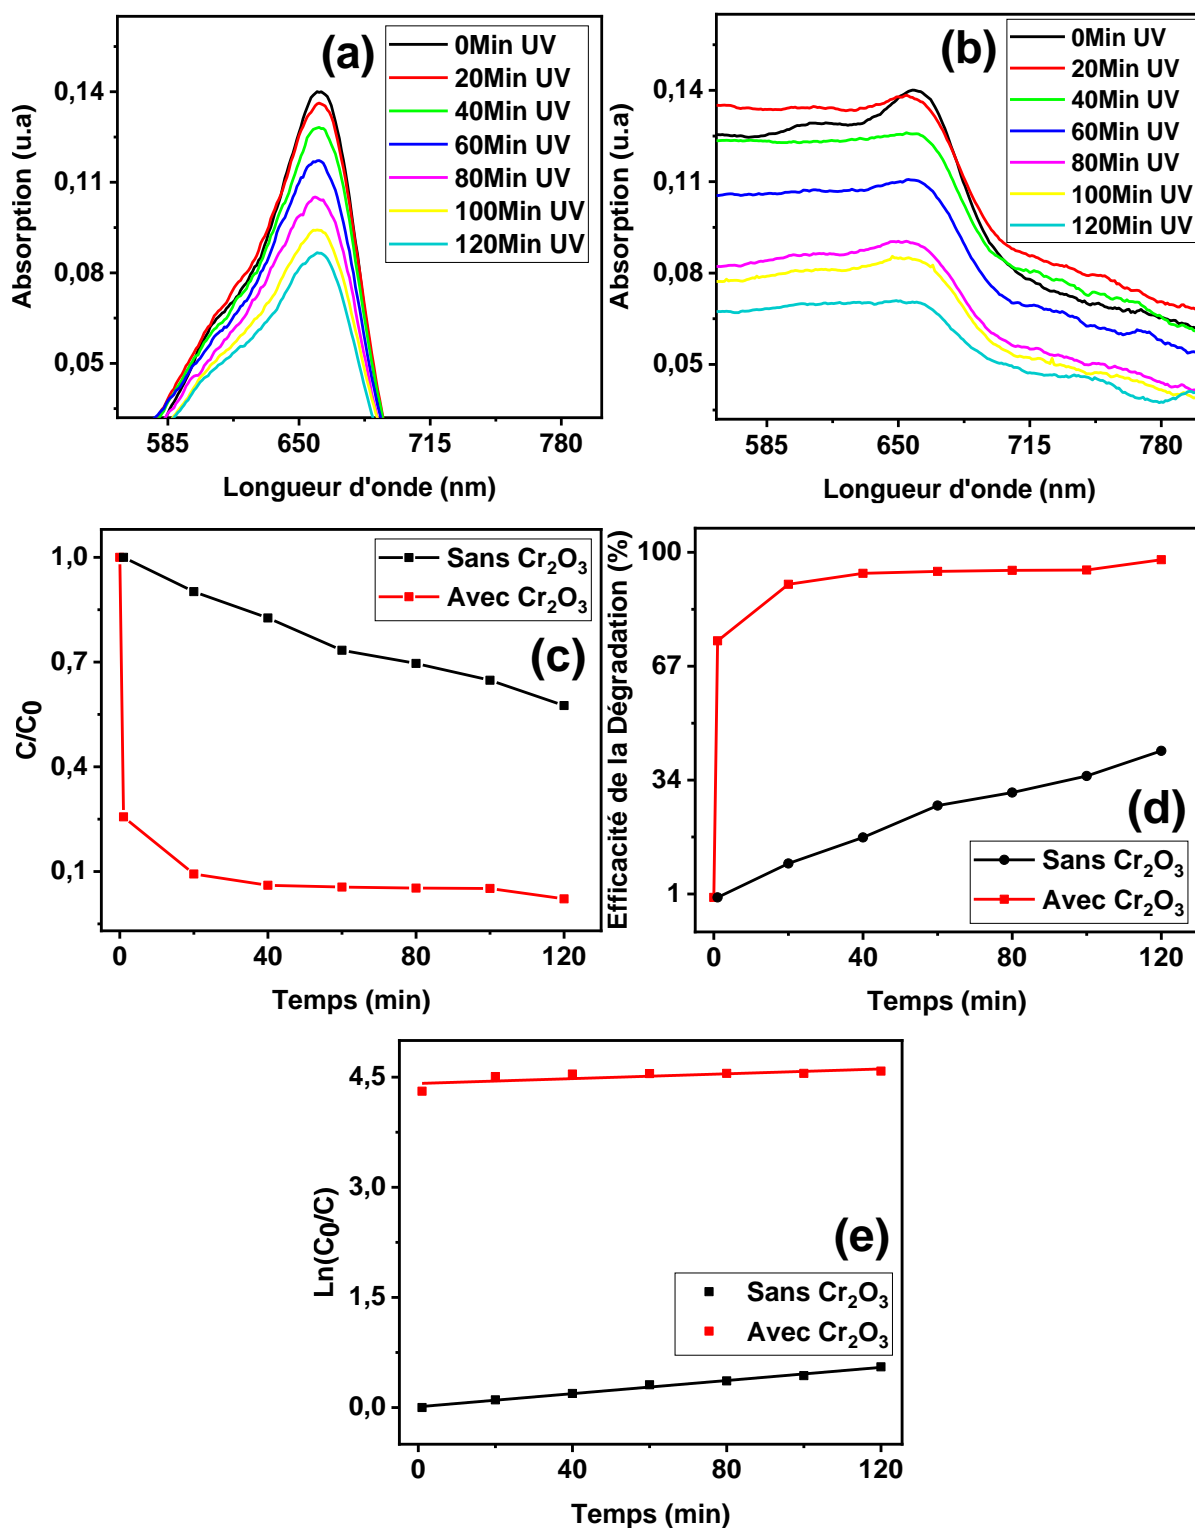 (a)
0Min UV
20Min UV
40Min UV
60Min UV
80Min UV
100Min UV
120Min UV
0,14
0,11
0,08
0,05
Absorption (u.a)
585 650 715 780
Longueur d'onde (nm)
(b)
0Min UV
20Min UV
40Min UV
60Min UV
80Min UV
100Min UV
120Min UV
0,14
0,11
0,08
0,05
Absorption (u.a)
585 650 715 780
Longueur d'onde (nm)
Sans Cr₂O₃
Avec Cr₂O₃
(c)
1,0
0,7
0,4
0,1
C/C₀
0 40 80 120
Temps (min)
100
67
34
1
Efficacité de la Dégradation (%)
(d)
Sans Cr₂O₃
Avec Cr₂O₃
0 40 80 120
Temps (min)
4,5
3,0
1,5
0,0
Ln(C₀/C)
(e)
Sans Cr₂O₃
Avec Cr₂O₃
0 40 80 120
Temps (min)